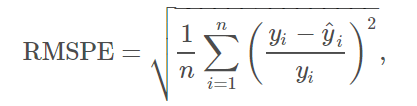 RMSPE = \sqrt{\frac{1}{n} \sum_{i=1}^{n} \left( \frac{y_i - \hat{y}_i}{y_i} \right)^2},